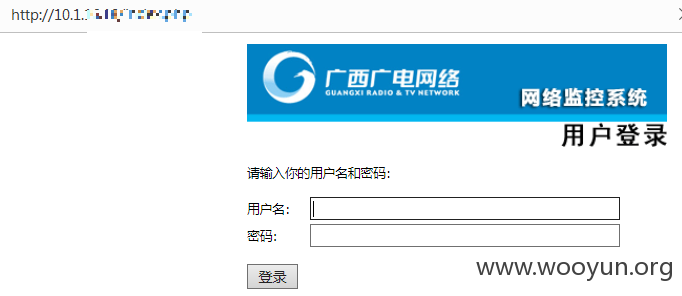 http://10.1.
广西广电网络
GUANGXI RADIO & TV NETWORK
网络监控系统
用户登录
请输入你的用户名和密码:
用户名:
密码:
登录
www.wooyun.org